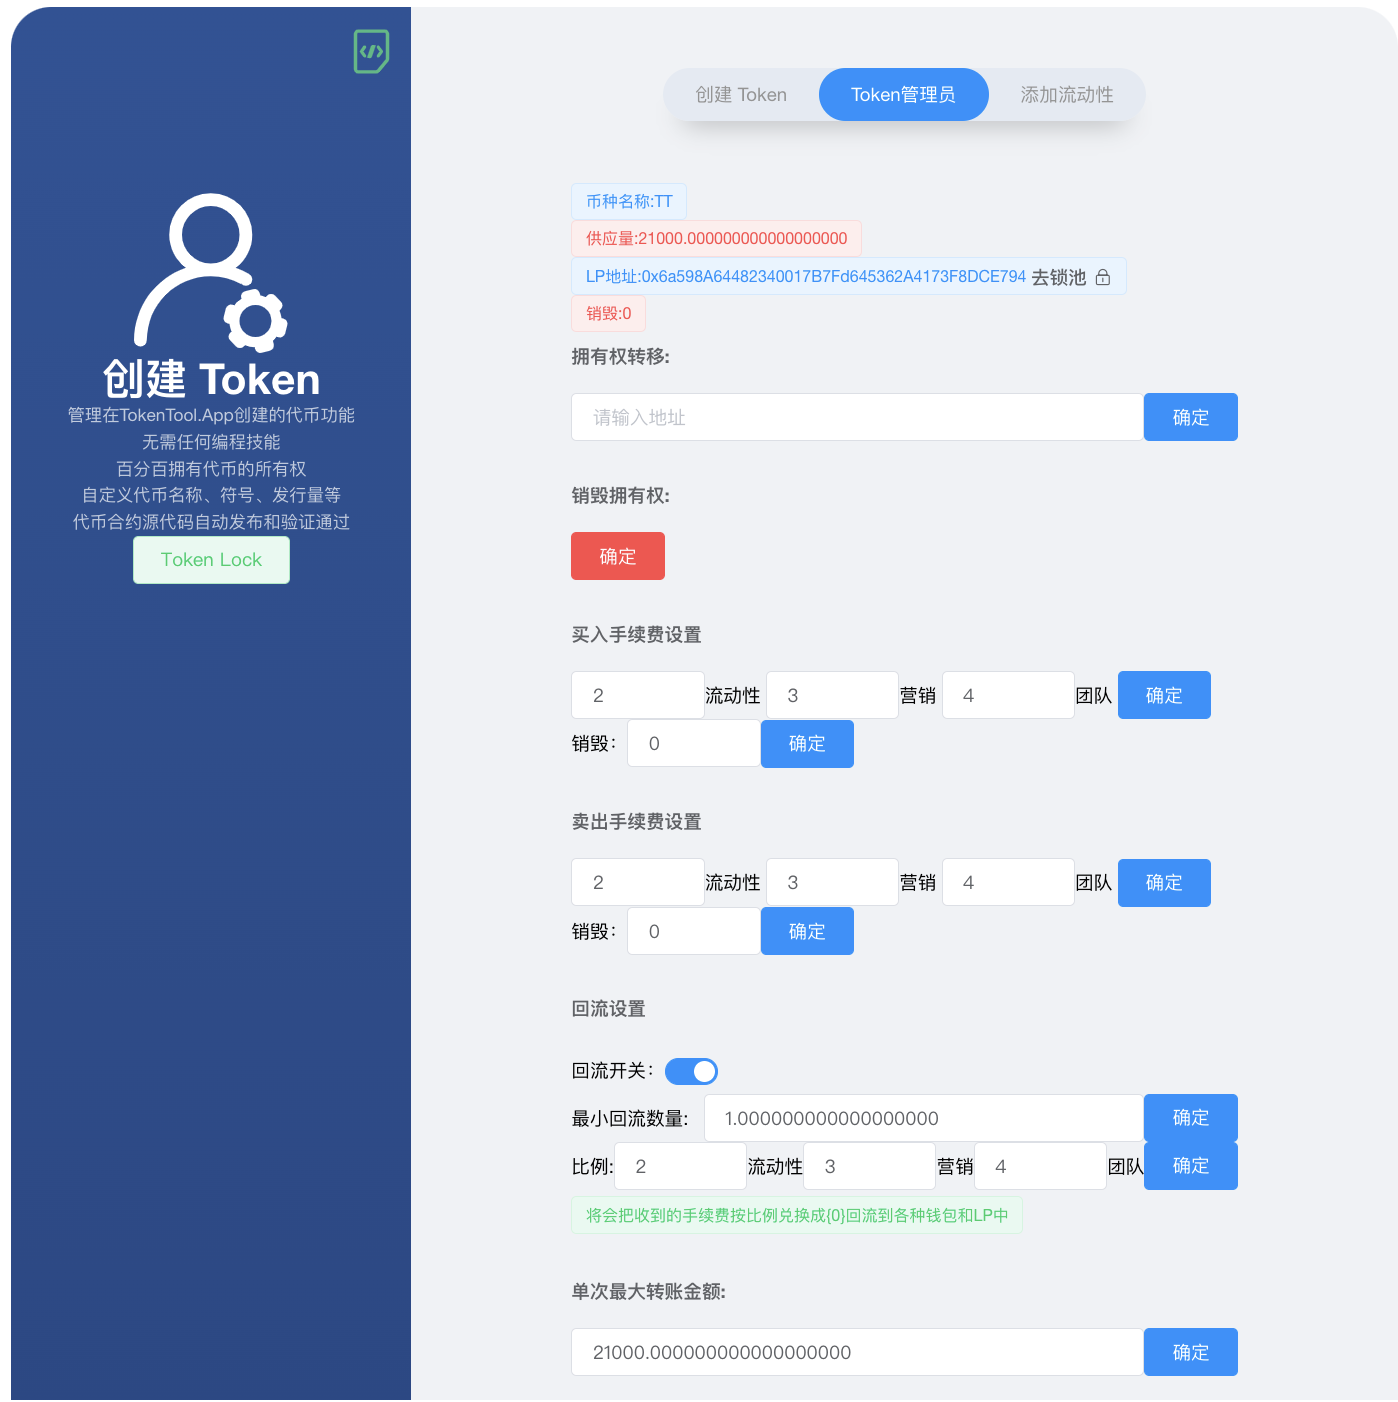 创建 Token
管理在TokenTool.App创建的代币功能
无需任何编程技能
百分百拥有代币的所有权
自定义代币名称、符号、发行量等
代币合约源代码自动发布和验证通过
Token Lock
创建 Token Token管理员 添加流动性
币种名称:TT
供应量:21000.000000000000000000
LP地址:0x6a598A64482340017B7Fd645362A4173F8DCE794 去锁池
销毁:0
拥有权转移:
请输入地址 确定
销毁拥有权:
确定
买入手续费设置
2 流动性 3 营销 4 团队 确定
销毁： 0 确定
卖出手续费设置
2 流动性 3 营销 4 团队 确定
销毁： 0 确定
回流设置
回流开关：
最小回流数量: 1.000000000000000000 确定
比例: 2 流动性 3 营销 4 团队 确定
将会把收到的手续费按比例兑换成{0}回流到各种钱包和LP中
单次最大转账金额:
21000.000000000000000000 确定